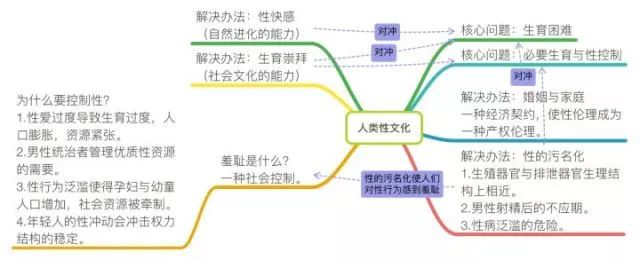 解决办法：性快感
（自然进化的能力）
对冲
核心问题：生育困难
解决办法：生育崇拜
（社会文化的能力）
对冲
核心问题：必要生育与性控制
对冲
解决办法：婚姻与家庭
一种经济契约，使性伦理成为
一种产权伦理。
人类性文化
为什么要控制性？
1.性爱过度导致生育过度，人
口膨胀，资源紧张。
2.男性统治者管理优质性资源
的需要。
3.性行为泛滥使得孕妇与幼童
人口增加，社会资源被牵制。
4.年轻人的性冲动会冲击权力
结构的稳定。
羞耻是什么？
一种社会控制。
性的污名化使人们
对性行为感到羞耻
解决办法：性的污名化
1.生殖器官与排泄器官生理结
构上相近。
2.男性射精后的不应期。
3.性病泛滥的危险。